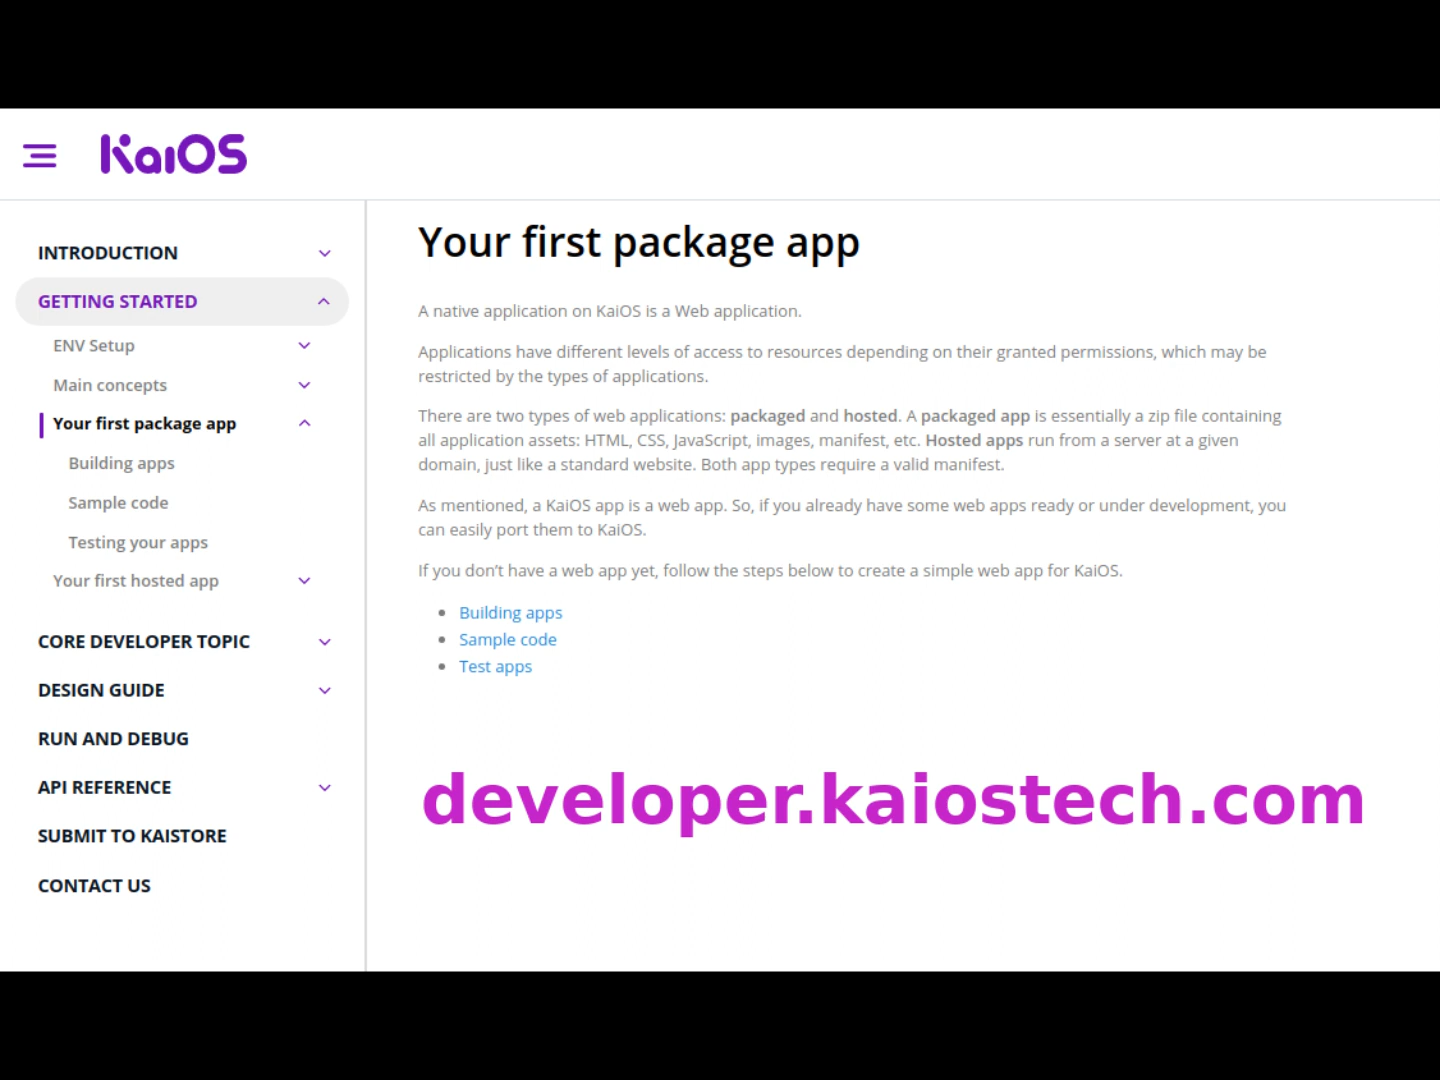 KaiOS
INTRODUCTION
GETTING STARTED
ENV Setup
Main concepts
Your first package app
Building apps
Sample code
Testing your apps
Your first hosted app
CORE DEVELOPER TOPIC
DESIGN GUIDE
RUN AND DEBUG
API REFERENCE
SUBMIT TO KAISTORE
CONTACT US
Your first package app
A native application on KaiOS is a Web application.
Applications have different levels of access to resources depending on their granted permissions, which may be
restricted by the types of applications.
There are two types of web applications: packaged and hosted. A packaged app is essentially a zip file containing
all application assets: HTML, CSS, JavaScript, images, manifest, etc. Hosted apps run from a server at a given
domain, just like a standard website. Both app types require a valid manifest.
As mentioned, a KaiOS app is a web app. So, if you already have some web apps ready or under development, you
can easily port them to KaiOS.
If you don’t have a web app yet, follow the steps below to create a simple web app for KaiOS.
Building apps
Sample code
Test apps
developer.kaiostech.com